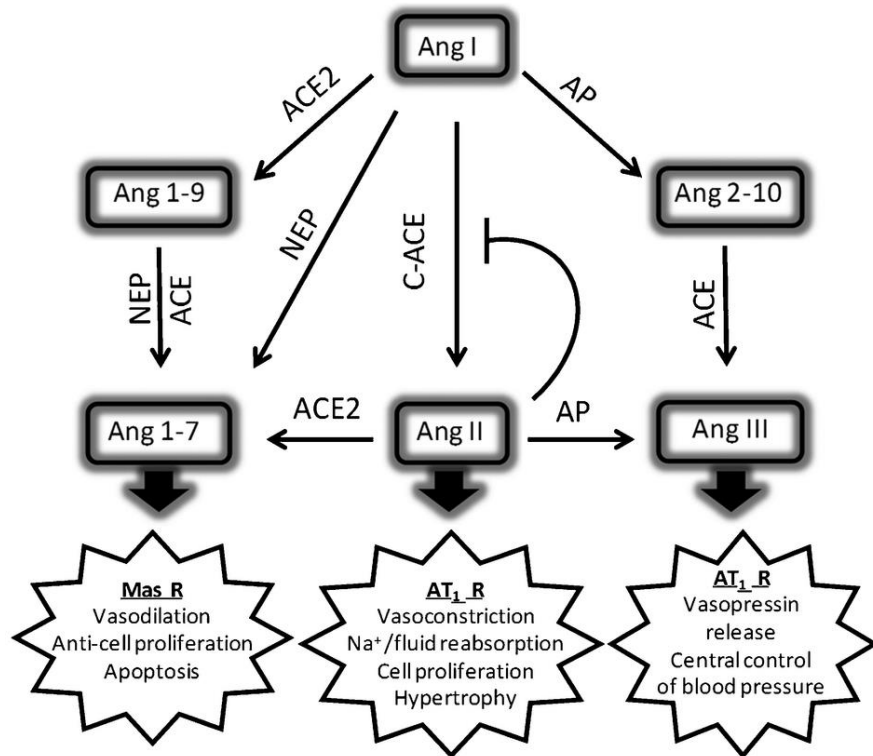 Ang I
ACE2
AP
Ang 1-9
Ang 2-10
NEP
C-ACE
NEP
ACE
ACE
Ang 1-7
ACE2
Ang II
AP
Ang III
Mas R
Vasodilation
Anti-cell proliferation
Apoptosis
AT₁ R
Vasoconstriction
Na⁺/fluid reabsorption
Cell proliferation
Hypertrophy
AT₁ R
Vasopressin
release
Central control
of blood pressure